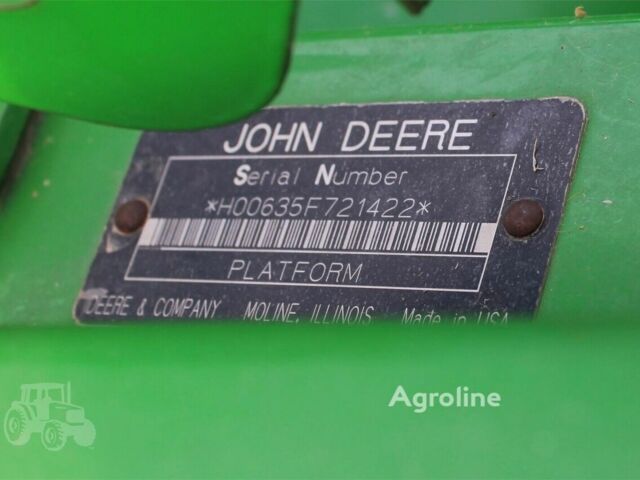 JOHN DEERE
Serial Number
*H00635F721422*
PLATFORM
DEERE & COMPANY MOLINE, ILLINOIS Made in USA
Agroline